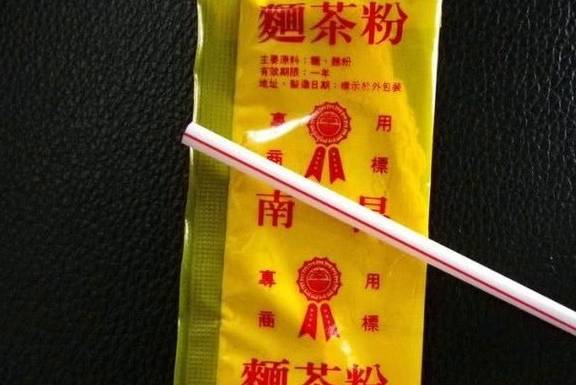 麵茶粉
主要原料：糖、麵粉
有效期限：一年
地址、製造日期：標示於外包裝
專 用
商 標
南
專 用
商 標
麵茶粉